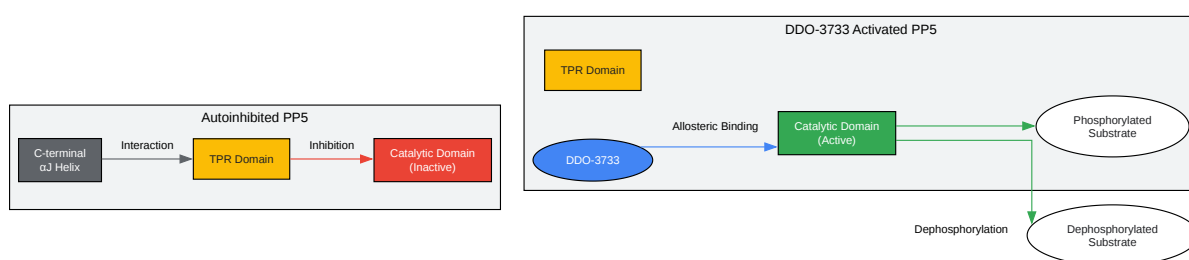 Autoinhibited PP5
C-terminal
αJ Helix
Interaction
TPR Domain
Inhibition
Catalytic Domain
(Inactive)
DDO-3733 Activated PP5
TPR Domain
DDO-3733
Allosteric Binding
Catalytic Domain
(Active)
Phosphorylated
Substrate
Dephosphorylation
Dephosphorylated
Substrate